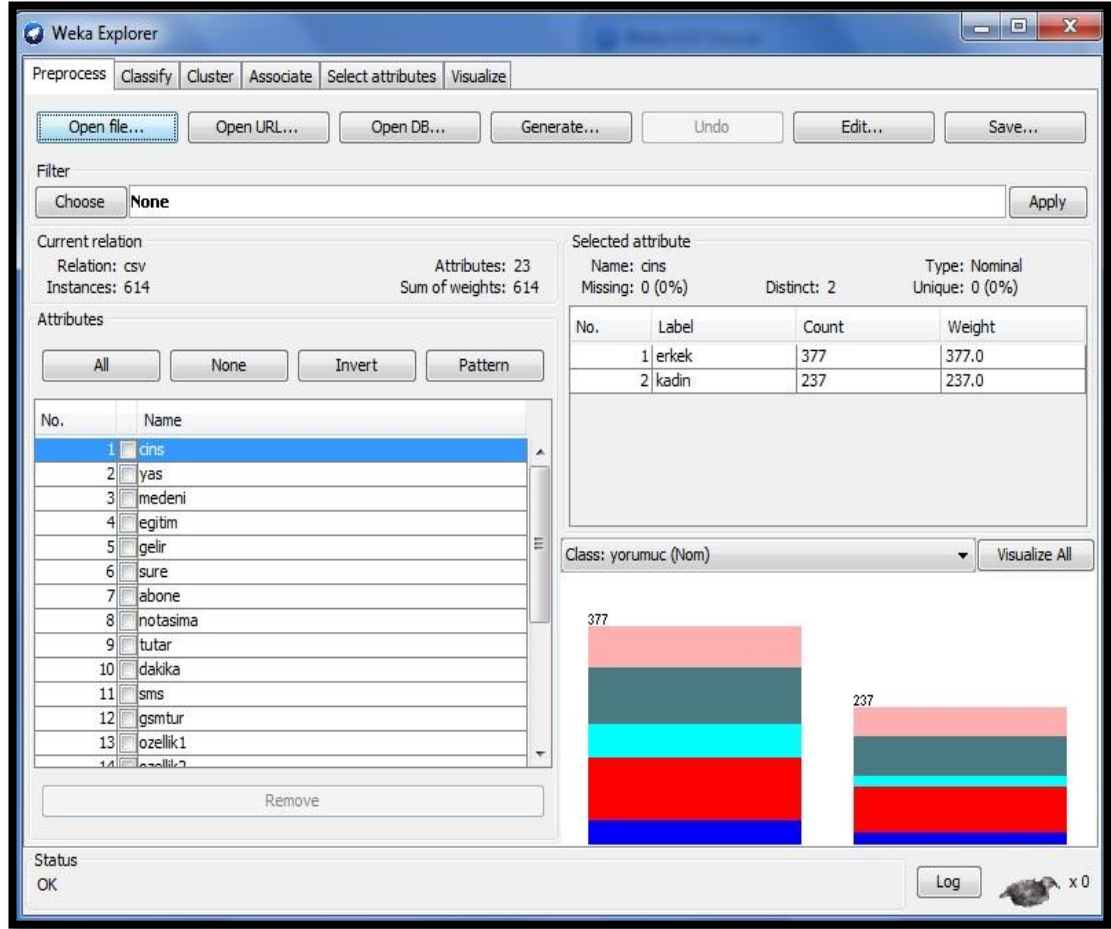 Weka Explorer
Preprocess Classify Cluster Associate Select attributes Visualize
Open file... Open URL... Open DB... Generate... Undo Edit... Save...
Filter
Choose None Apply
Current relation
Relation: csv Attributes: 23
Instances: 614 Sum of weights: 614
Selected attribute
Name: cins Type: Nominal
Missing: 0 (0%) Distinct: 2 Unique: 0 (0%)
Attributes
All None Invert Pattern
No. Name
1 cins
2 yas
3 medeni
4 egitim
5 gelir
6 sure
7 abone
8 notasima
9 tutar
10 dakika
11 sms
12 gsmtur
13 ozellik1
14 ozellik2
Remove
No. Label Count Weight
1 erkek 377 377.0
2 kadin 237 237.0
Class: yorumuc (Nom) Visualize All
377
237
Status
OK
Log x 0